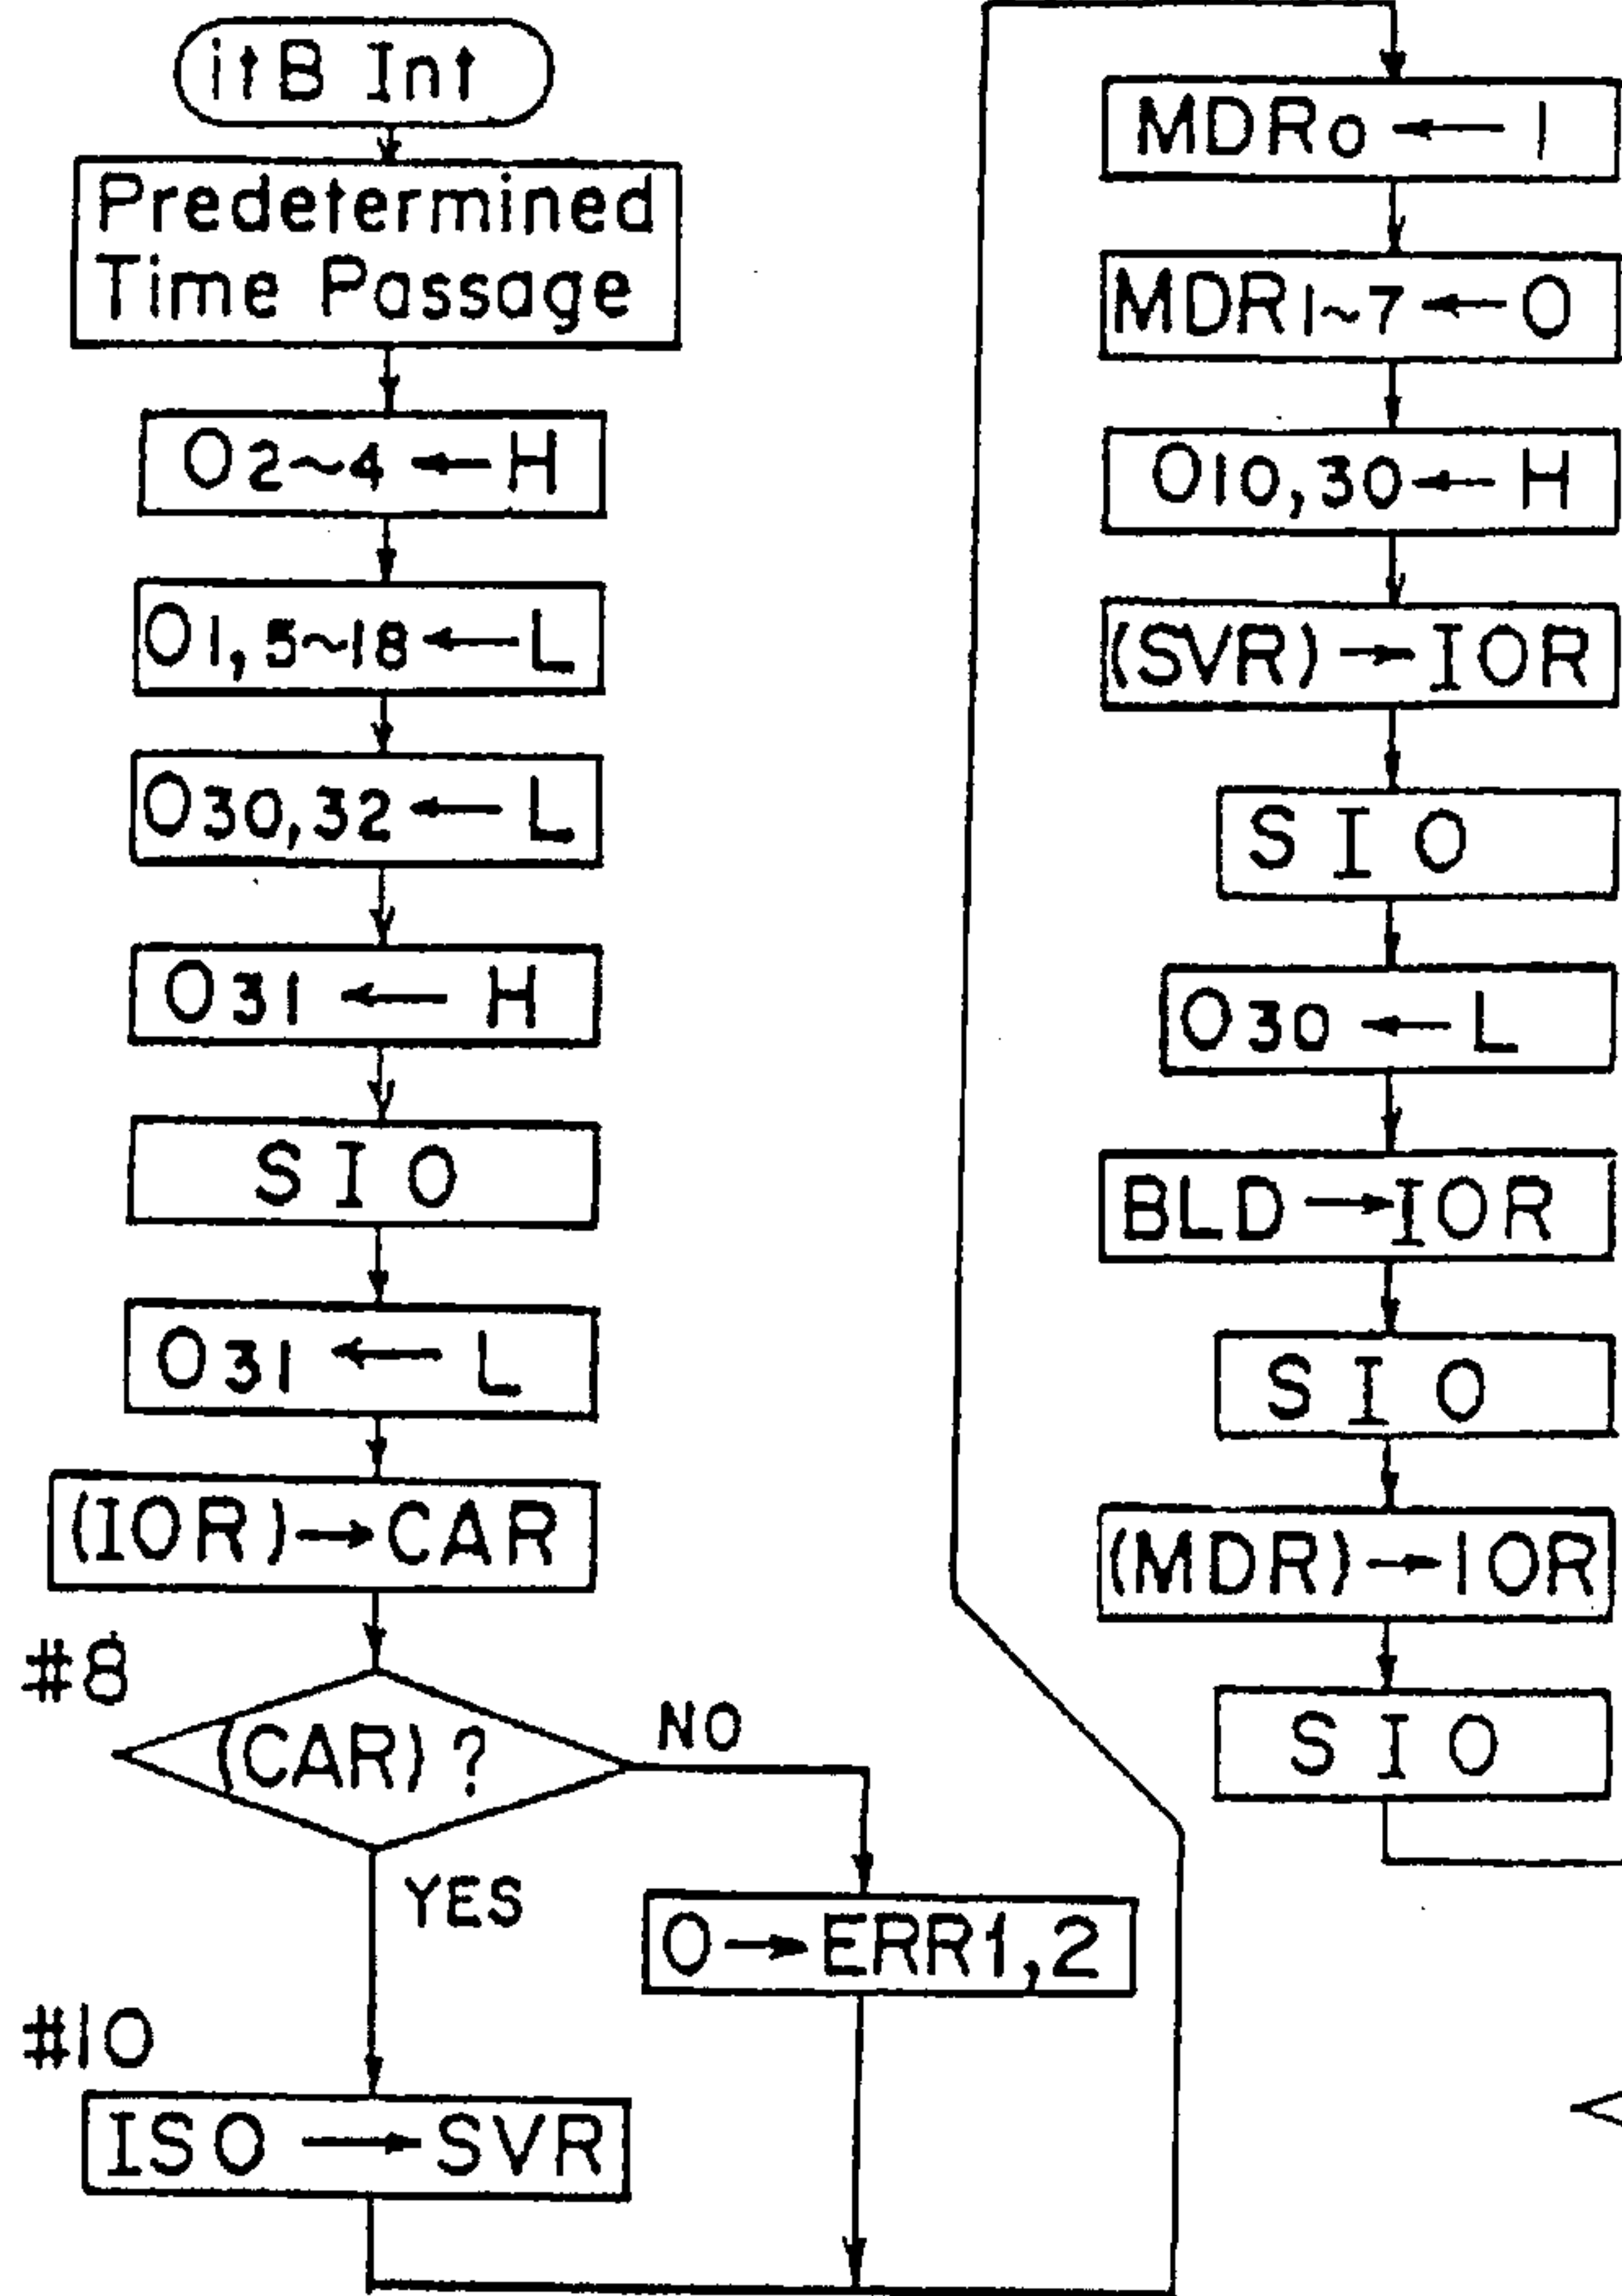 itB Int
Predetermined
Time Passage
O2~4 ← H
O1,5~18 ← L
O30,32 ← L
O31 ← H
SIO
O31 ← L
(IOR) → CAR
#8
(CAR)?
NO
YES
O → ERR1,2
#10
ISO → SVR
MDR0 ← 1
MDR1~7 ← O
O10,30 ← H
(SVR) → IOR
SIO
O30 ← L
BLD → IOR
SIO
(MDR) → IOR
SIO